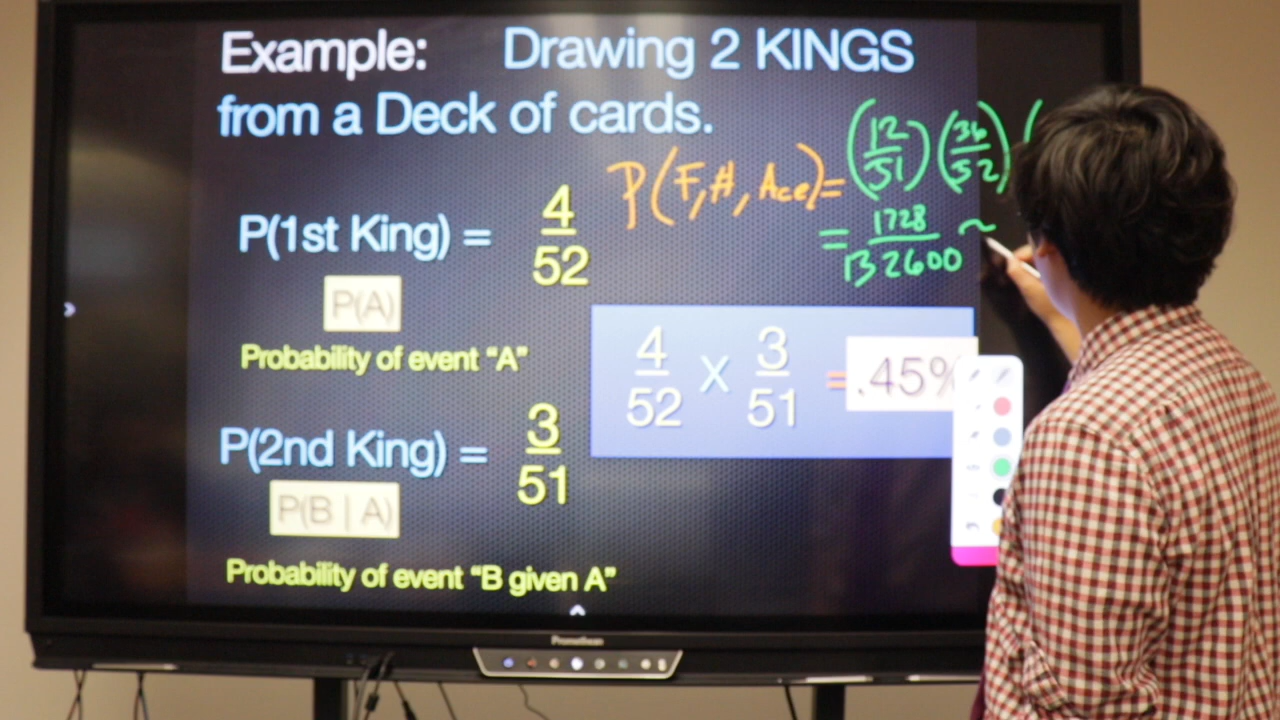 Example: Drawing 2 KINGS
from a Deck of cards.
P(F, H, Ace) = (12/51) (36/52) (
= 1728/132600 ~
P(1st King) = 4/52
P(A)
Probability of event “A”
4/52 X 3/51 = .45%
P(2nd King) = 3/51
P(B | A)
Probability of event “B given A”
Promethean